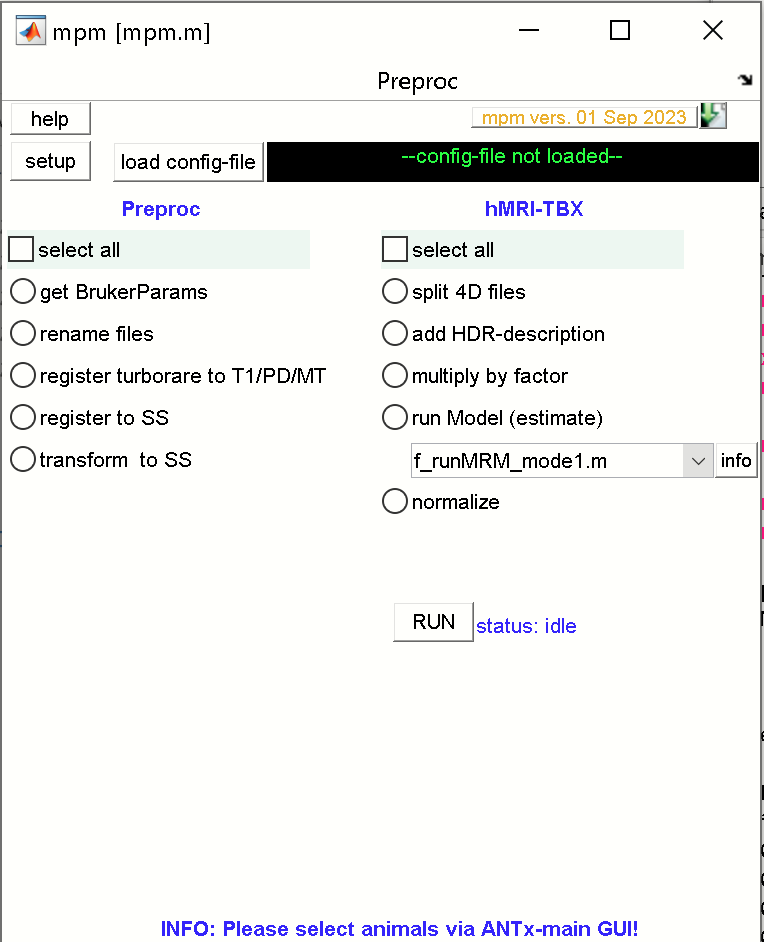 mpm [mpm.m]
Preproc
help
mpm vers. 01 Sep 2023
setup
load config-file
--config-file not loaded--
Preproc
hMRI-TBX
select all
select all
get BrukerParams
split 4D files
rename files
add HDR-description
register turborare to T1/PD/MT
multiply by factor
register to SS
run Model (estimate)
transform  to SS
f_runMRM_mode1.m
info
normalize
RUN
status: idle
INFO: Please select animals via ANTx-main GUI!